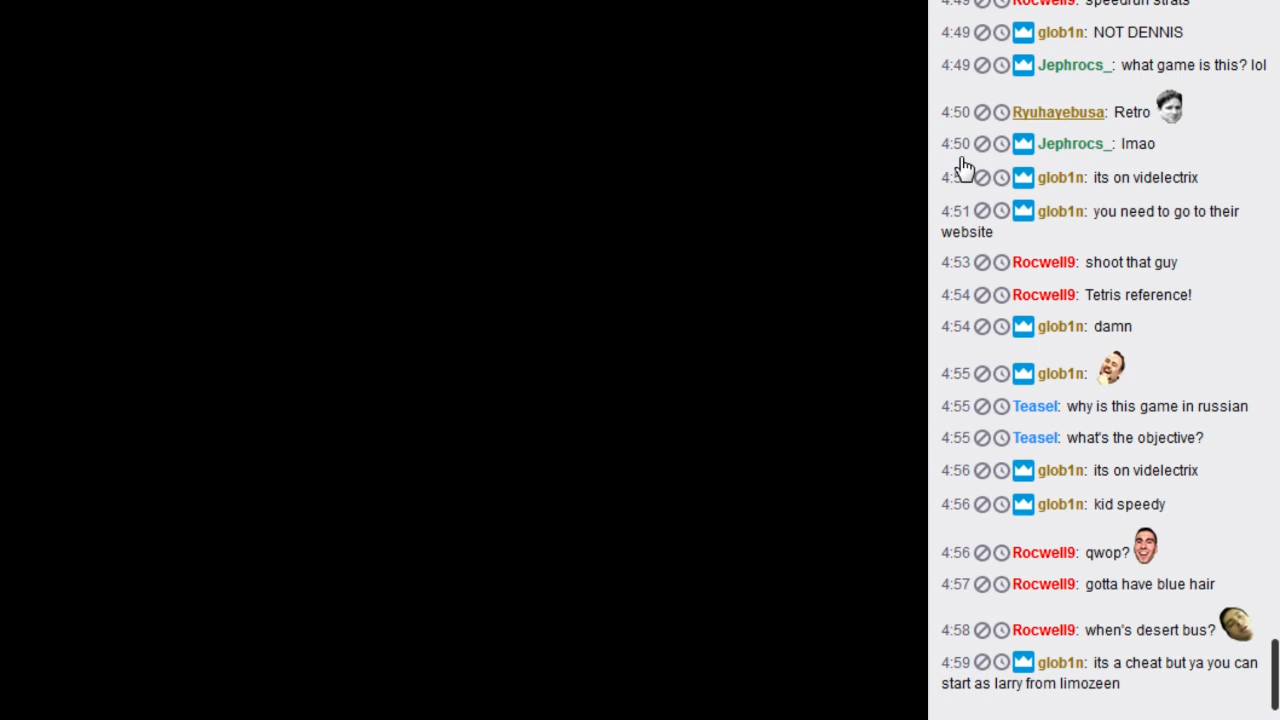 4:49 Rocwell9: speedrun strats
4:49 glob1n: NOT DENNIS
4:49 Jephrocs_: what game is this? lol
4:50 Ryuhayebusa: Retro
4:50 Jephrocs_: lmao
glob1n: its on videlectrix
4:51 glob1n: you need to go to their
website
4:53 Rocwell9: shoot that guy
4:54 Rocwell9: Tetris reference!
4:54 glob1n: damn
4:55 glob1n:
4:55 Teasel: why is this game in russian
4:55 Teasel: what's the objective?
4:56 glob1n: its on videlectrix
4:56 glob1n: kid speedy
4:56 Rocwell9: qwop?
4:57 Rocwell9: gotta have blue hair
4:58 Rocwell9: when's desert bus?
4:59 glob1n: its a cheat but ya you can
start as larry from limozeen